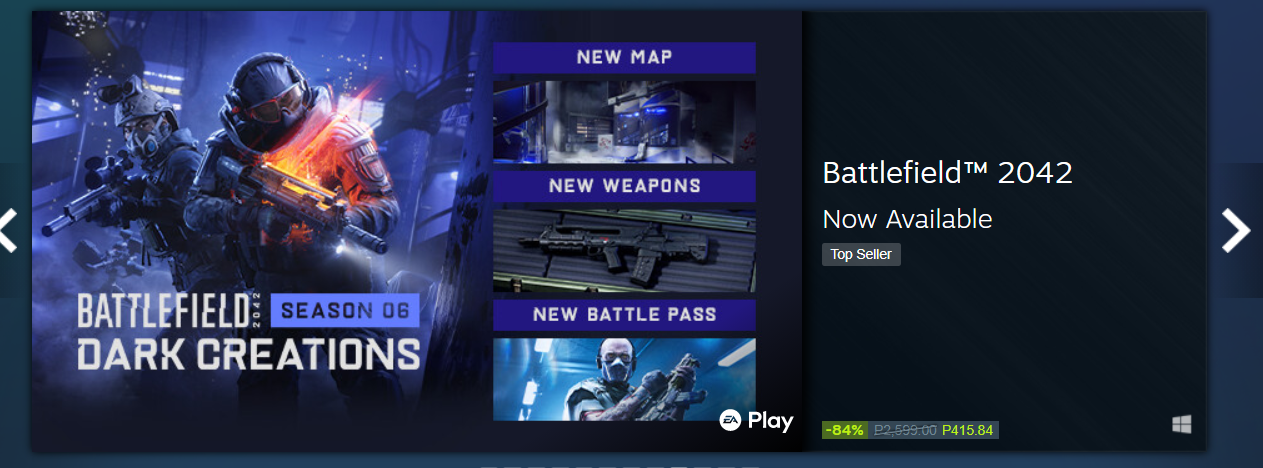 NEW MAP
NEW WEAPONS
NEW BATTLE PASS
BATTLEFIELD 2042 SEASON 06
DARK CREATIONS
EA Play
Battlefield™ 2042
Now Available
Top Seller
-84% P2,599.00 P415.84